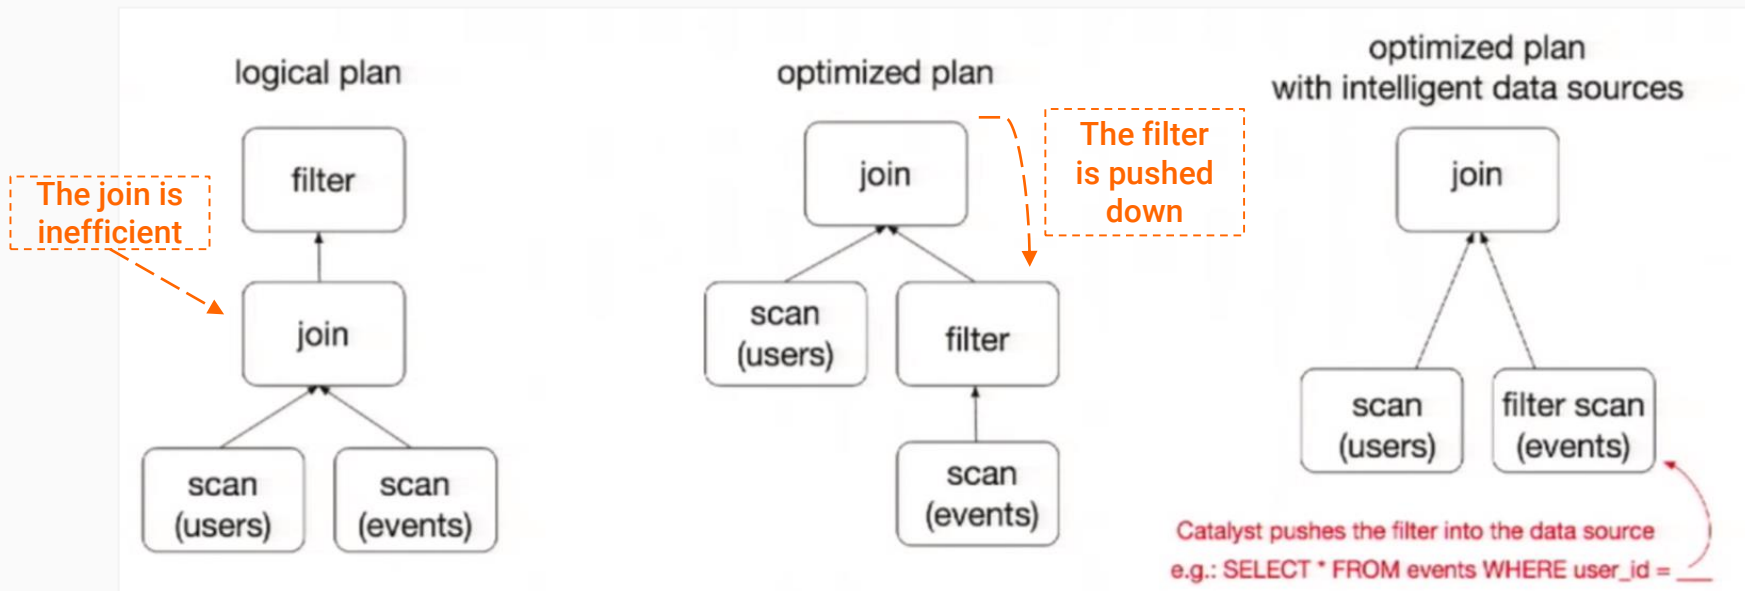 logical plan
filter
The join is
inefficient
join
scan
(users)
scan
(events)
optimized plan
join
The filter
is pushed
down
scan
(users)
filter
scan
(events)
optimized plan
with intelligent data sources
join
scan
(users)
filter scan
(events)
Catalyst pushes the filter into the data source
e.g.: SELECT * FROM events WHERE user_id = ___